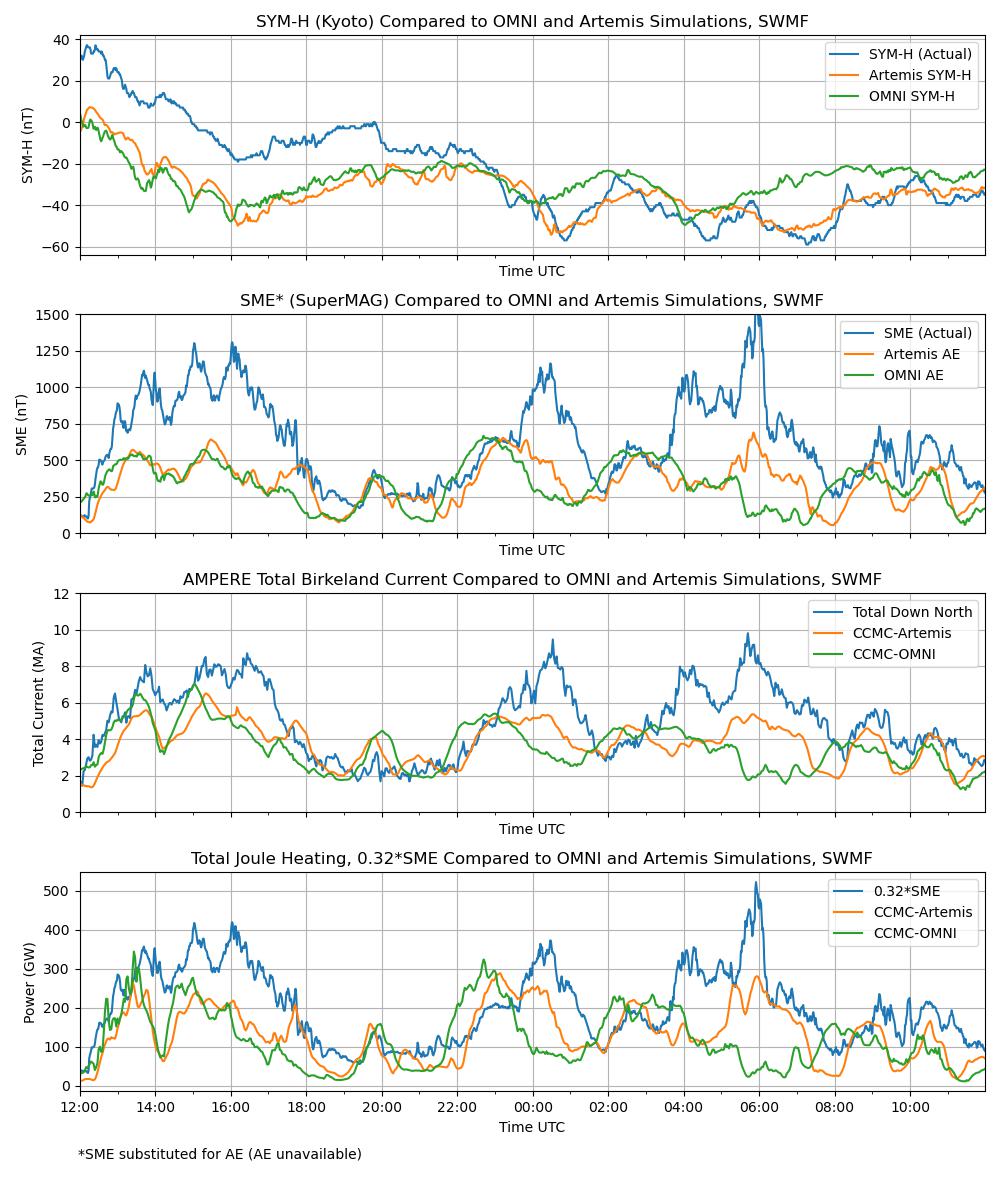 SYM-H (Kyoto) Compared to OMNI and Artemis Simulations, SWMF
SYM-H (nT)
40
20
0
−20
−40
−60
SYM-H (Actual)
Artemis SYM-H
OMNI SYM-H
Time UTC
SME* (SuperMAG) Compared to OMNI and Artemis Simulations, SWMF
SME (nT)
1500
1250
1000
750
500
250
0
SME (Actual)
Artemis AE
OMNI AE
Time UTC
AMPERE Total Birkeland Current Compared to OMNI and Artemis Simulations, SWMF
Total Current (MA)
12
10
8
6
4
2
0
Total Down North
CCMC-Artemis
CCMC-OMNI
Time UTC
Total Joule Heating, 0.32*SME Compared to OMNI and Artemis Simulations, SWMF
Power (GW)
500
400
300
200
100
0
0.32*SME
CCMC-Artemis
CCMC-OMNI
12:00 14:00 16:00 18:00 20:00 22:00 00:00 02:00 04:00 06:00 08:00 10:00
Time UTC
*SME substituted for AE (AE unavailable)